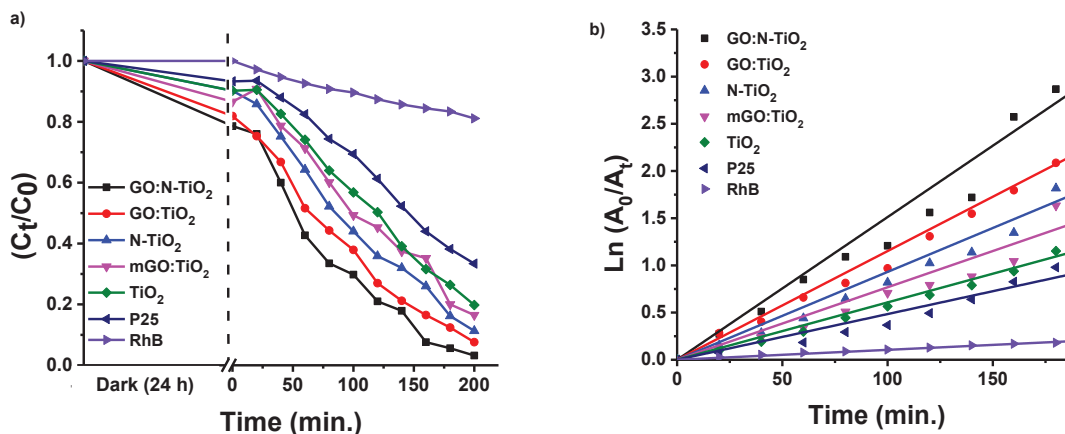 a)
(Ct/C0)
1.0
0.8
0.6
0.4
0.2
0.0
GO:N-TiO2
GO:TiO2
N-TiO2
mGO:TiO2
TiO2
P25
RhB
Dark (24 h)
0 50 100 150 200
Time (min.)
b)
Ln (A0/At)
3.5
3.0
2.5
2.0
1.5
1.0
0.5
0.0
GO:N-TiO2
GO:TiO2
N-TiO2
mGO:TiO2
TiO2
P25
RhB
0 50 100 150
Time (min.)